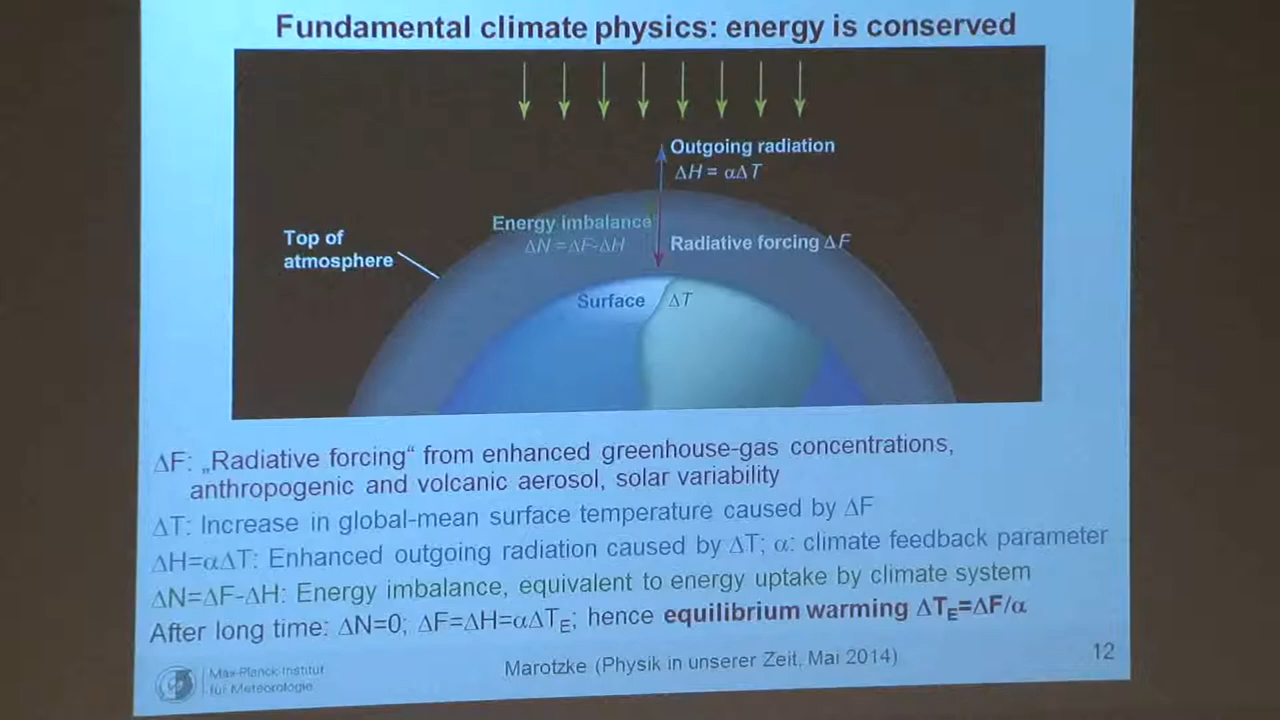 Fundamental climate physics: energy is conserved
Outgoing radiation
ΔH = αΔT
Energy imbalance
ΔN = ΔF-ΔH
Radiative forcing ΔF
Top of
atmosphere
Surface
ΔT
ΔF: „Radiative forcing“ from enhanced greenhouse-gas concentrations,
anthropogenic and volcanic aerosol, solar variability
ΔT: Increase in global-mean surface temperature caused by ΔF
ΔH=αΔT: Enhanced outgoing radiation caused by ΔT; α: climate feedback parameter
ΔN=ΔF-ΔH: Energy imbalance, equivalent to energy uptake by climate system
After long time: ΔN=0; ΔF=ΔH=αΔTE; hence equilibrium warming ΔTE=ΔF/α
Max-Planck-Institut
für Meteorologie
Marotzke (Physik in unserer Zeit, Mai 2014)
12